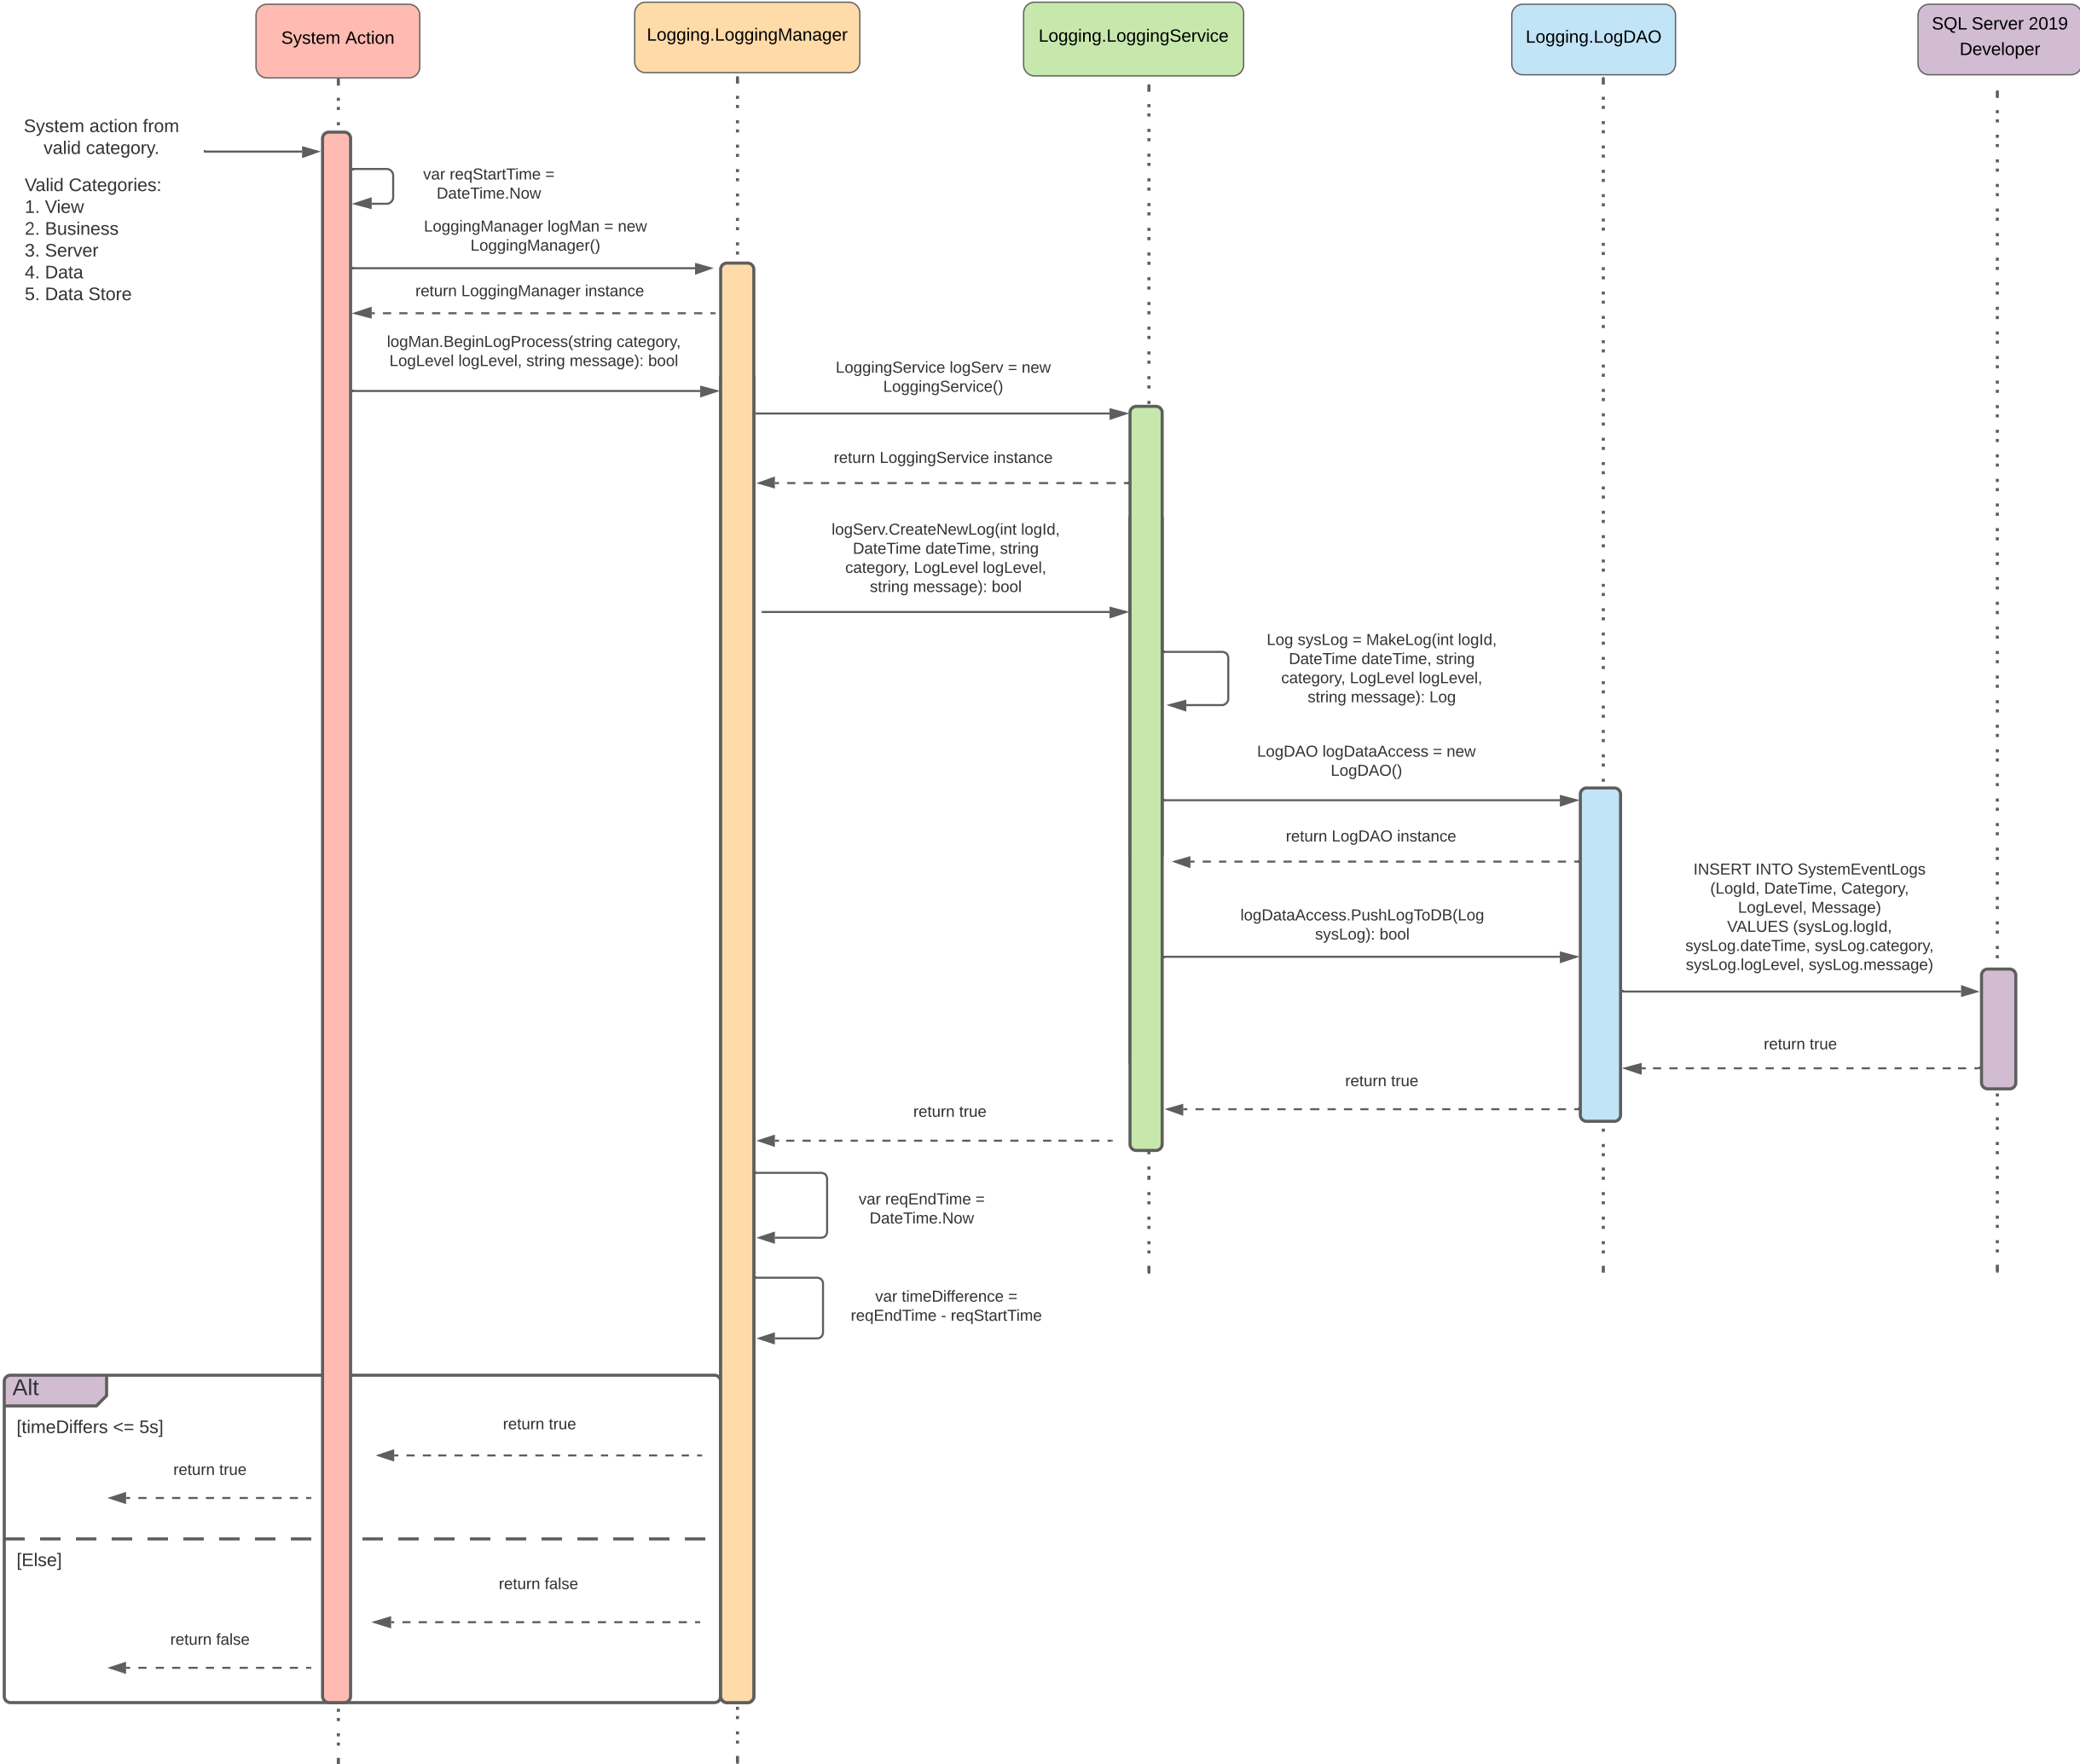 System Action
Logging.LoggingManager
Logging.LoggingService
Logging.LogDAO
SQL Server 2019
Developer
System action from
valid category.
Valid Categories:
1. View
2. Business
3. Server
4. Data
5. Data Store
var reqStartTime =
DateTime.Now
LoggingManager logMan = new
LoggingManager()
return LoggingManager instance
logMan.BeginLogProcess(string category,
LogLevel logLevel, string message): bool
LoggingService logServ = new
LoggingService()
return LoggingService instance
logServ.CreateNewLog(int logId,
DateTime dateTime, string
category, LogLevel logLevel,
string message): bool
Log sysLog = MakeLog(int logId,
DateTime dateTime, string
category, LogLevel logLevel,
string message): Log
LogDAO logDataAccess = new
LogDAO()
return LogDAO instance
logDataAccess.PushLogToDB(Log
sysLog): bool
INSERT INTO SystemEventLogs
(LogId, DateTime, Category,
LogLevel, Message)
VALUES (sysLog.logId,
sysLog.dateTime, sysLog.category,
sysLog.logLevel, sysLog.message)
return true
return true
return true
var reqEndTime =
DateTime.Now
var timeDifference =
reqEndTime - reqStartTime
Alt
[timeDiffers <= 5s]
return true
return true
[Else]
return false
return false